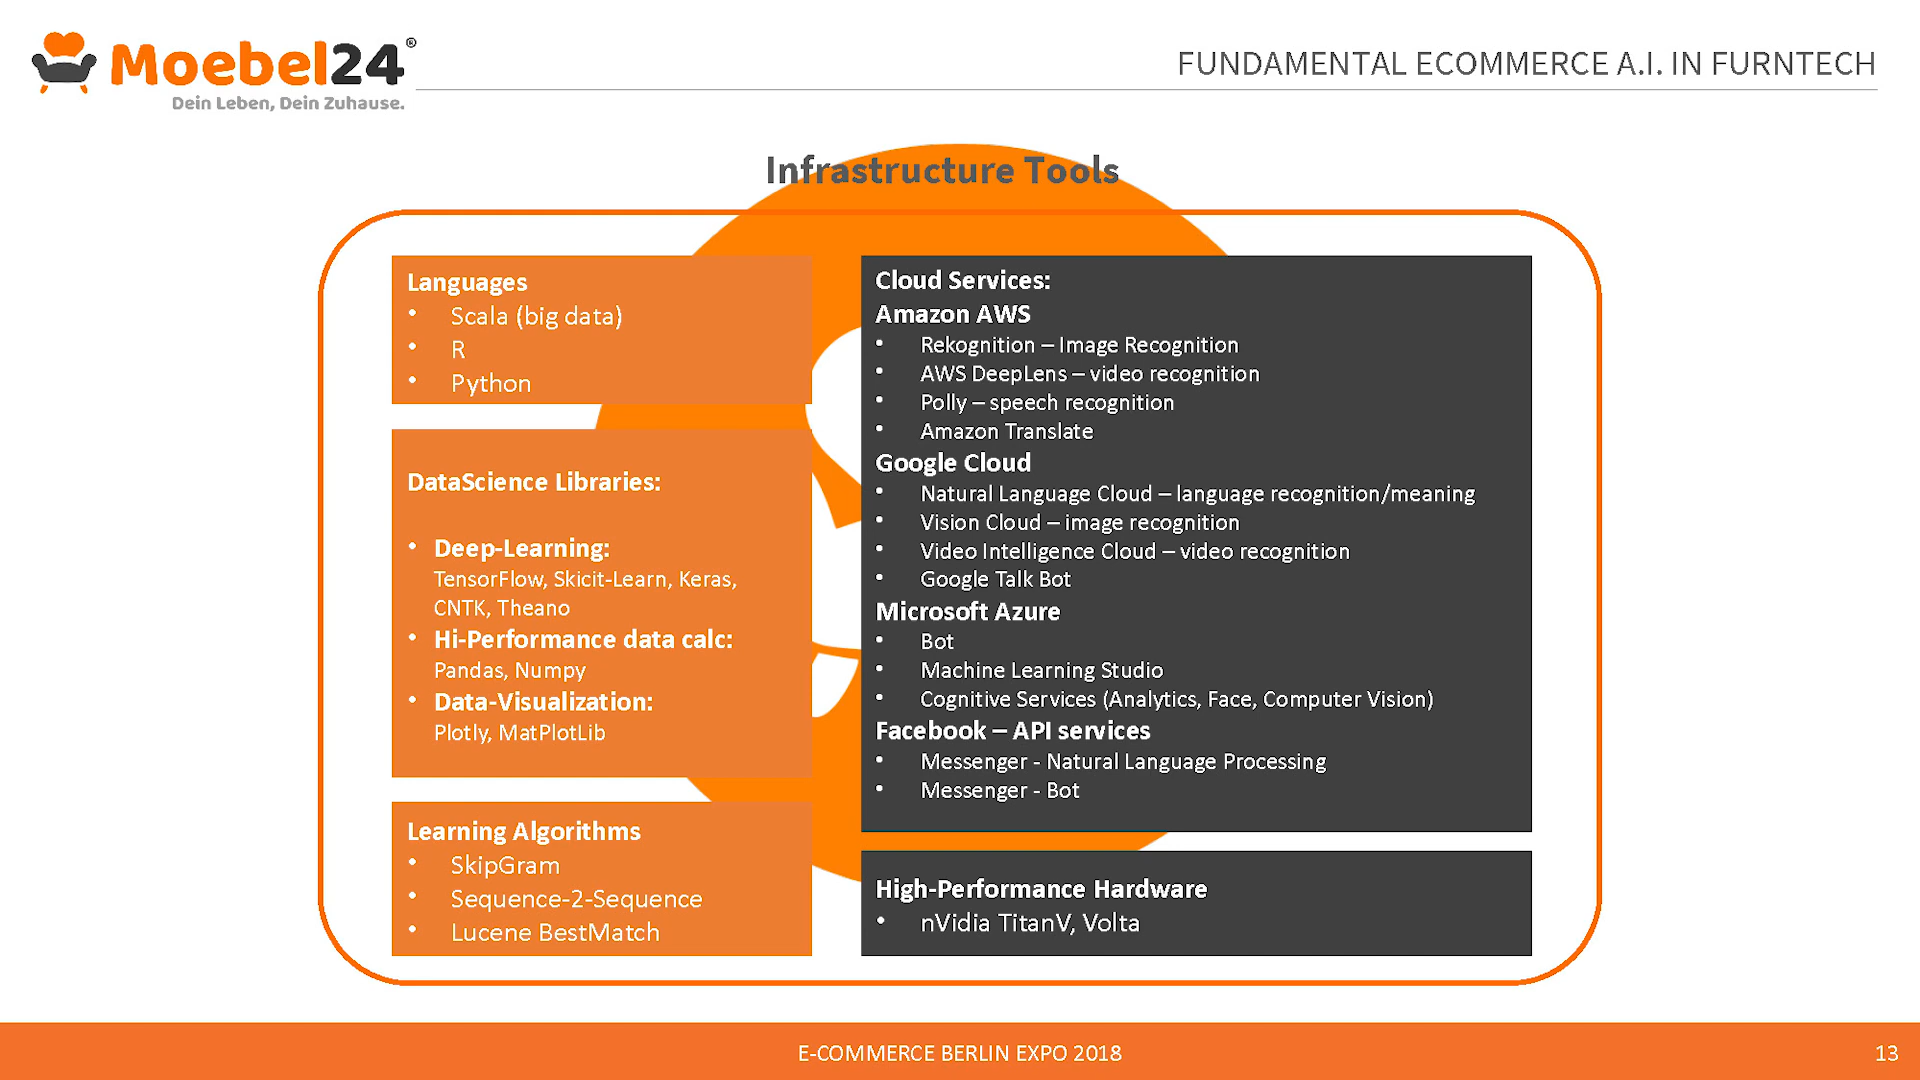 Moebel24®
Dein Leben, Dein Zuhause.
FUNDAMENTAL ECOMMERCE A.I. IN FURNTECH
Infrastructure Tools
Languages
• Scala (big data)
• R
• Python
DataScience Libraries:
• Deep-Learning:
TensorFlow, Skicit-Learn, Keras,
CNTK, Theano
• Hi-Performance data calc:
Pandas, Numpy
• Data-Visualization:
Plotly, MatPlotLib
Learning Algorithms
• SkipGram
• Sequence-2-Sequence
• Lucene BestMatch
Cloud Services:
Amazon AWS
• Rekognition – Image Recognition
• AWS DeepLens – video recognition
• Polly – speech recognition
• Amazon Translate
Google Cloud
• Natural Language Cloud – language recognition/meaning
• Vision Cloud – image recognition
• Video Intelligence Cloud – video recognition
• Google Talk Bot
Microsoft Azure
• Bot
• Machine Learning Studio
• Cognitive Services (Analytics, Face, Computer Vision)
Facebook – API services
• Messenger - Natural Language Processing
• Messenger - Bot
High-Performance Hardware
• nVidia TitanV, Volta
E-COMMERCE BERLIN EXPO 2018
13